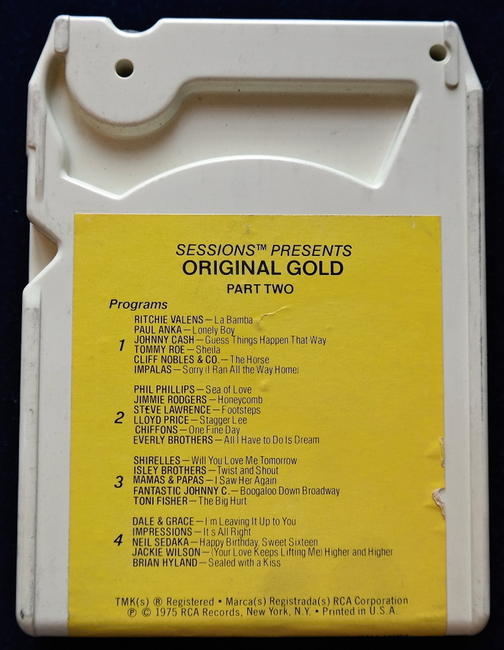 SESSIONS™ PRESENTS
ORIGINAL GOLD
PART TWO
Programs
1
RITCHIE VALENS — La Bamba
PAUL ANKA — Lonely Boy
JOHNNY CASH — Guess Things Happen That Way
TOMMY ROE — Sheila
CLIFF NOBLES & CO. — The Horse
IMPALAS — Sorry (I Ran All the Way Home)
2
PHIL PHILLIPS — Sea of Love
JIMMIE RODGERS — Honeycomb
STEVE LAWRENCE — Footsteps
LLOYD PRICE — Stagger Lee
CHIFFONS — One Fine Day
EVERLY BROTHERS — All I Have to Do Is Dream
3
SHIRELLES — Will You Love Me Tomorrow
ISLEY BROTHERS — Twist and Shout
MAMAS & PAPAS — I Saw Her Again
FANTASTIC JOHNNY C. — Boogaloo Down Broadway
TONI FISHER — The Big Hurt
4
DALE & GRACE — I'm Leaving It Up to You
IMPRESSIONS — It's All Right
NEIL SEDAKA — Happy Birthday, Sweet Sixteen
JACKIE WILSON — (Your Love Keeps Lifting Me) Higher and Higher
BRIAN HYLAND — Sealed with a Kiss
TMK(s) ® Registered • Marca(s) Registrada(s) RCA Corporation
℗ © 1975 RCA Records, New York, N.Y. • Printed in U.S.A.